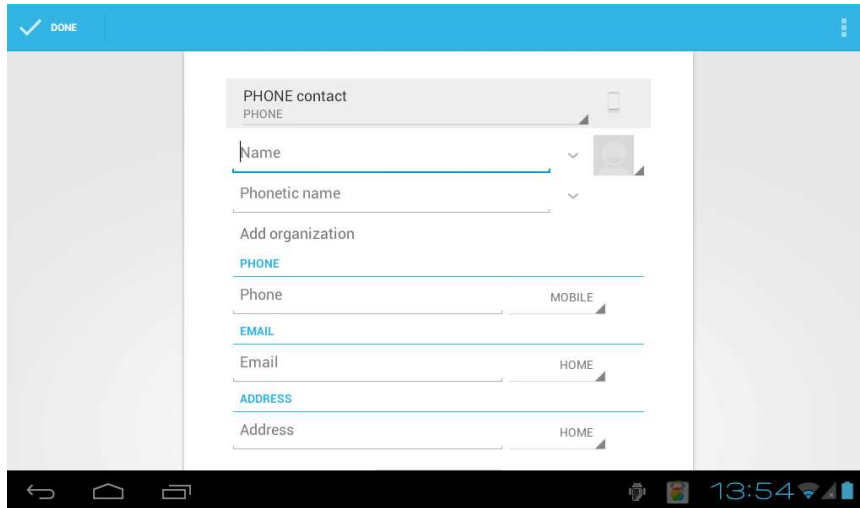 DONE
PHONE contact
PHONE
Name
Phonetic name
Add organization
PHONE
Phone
MOBILE
EMAIL
Email
HOME
ADDRESS
Address
HOME
13:54